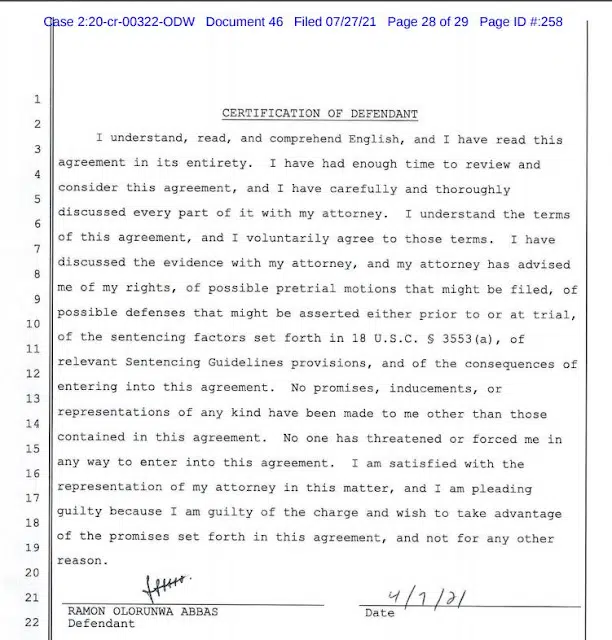 Case 2:20-cr-00322-ODW Document 46 Filed 07/27/21 Page 28 of 29 Page ID #:258
1
CERTIFICATION OF DEFENDANT
2
I understand, read, and comprehend English, and I have read this
3
agreement in its entirety. I have had enough time to review and
4
consider this agreement, and I have carefully and thoroughly
5
discussed every part of it with my attorney. I understand the terms
6
of this agreement, and I voluntarily agree to those terms. I have
7
discussed the evidence with my attorney, and my attorney has advised
8
me of my rights, of possible pretrial motions that might be filed, of
9
possible defenses that might be asserted either prior to or at trial,
10
of the sentencing factors set forth in 18 U.S.C. § 3553(a), of
11
relevant Sentencing Guidelines provisions, and of the consequences of
12
entering into this agreement. No promises, inducements, or
13
representations of any kind have been made to me other than those
14
contained in this agreement. No one has threatened or forced me in
15
any way to enter into this agreement. I am satisfied with the
16
representation of my attorney in this matter, and I am pleading
17
guilty because I am guilty of the charge and wish to take advantage
18
of the promises set forth in this agreement, and not for any other
19
reason.
20
4/7/21
21
RAMON OLORUNWA ABBAS Date
22
Defendant